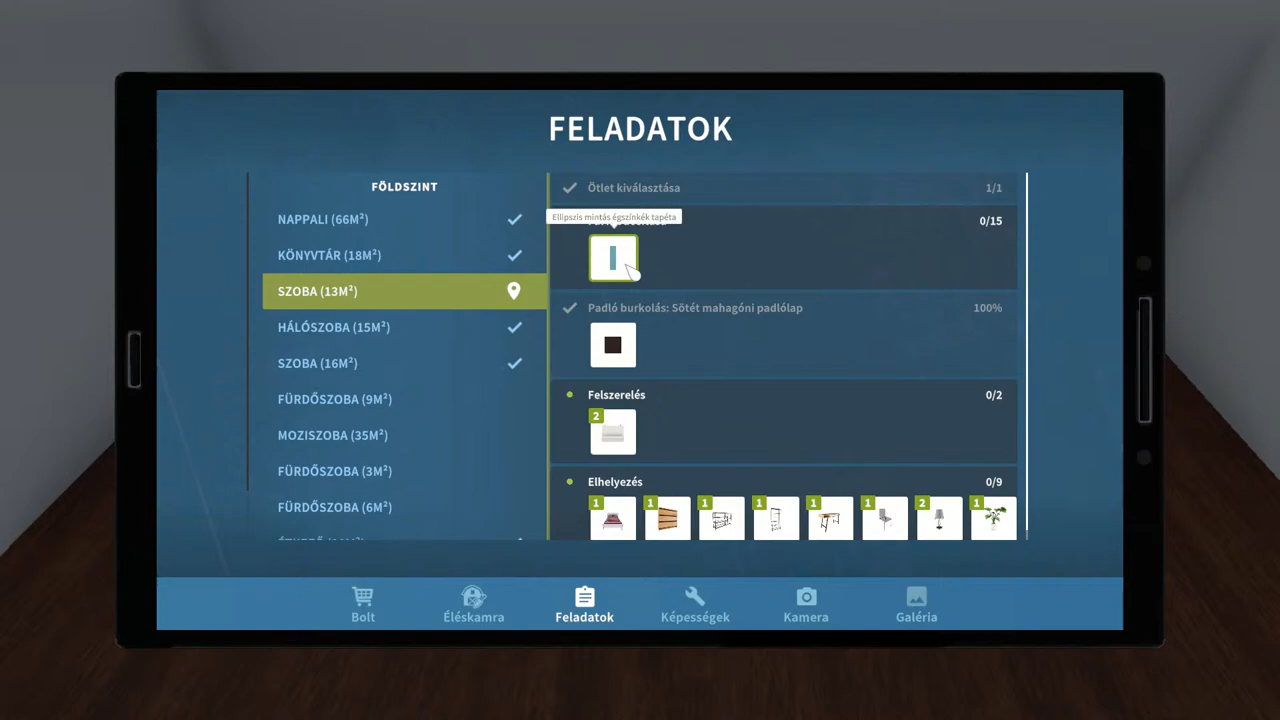 FELADATOK
FÖLDSZINT
NAPPALI (66M²)
KÖNYVTÁR (18M²)
SZOBA (13M²)
HÁLÓSZOBA (15M²)
SZOBA (16M²)
FÜRDŐSZOBA (9M²)
MOZISZOBA (35M²)
FÜRDŐSZOBA (3M²)
FÜRDŐSZOBA (6M²)
Ötlet kiválasztása 1/1
Ellipszis mintás égszínkék tapéta
0/15
Padló burkolás: Sötét mahagóni padlólap 100%
Felszerelés 0/2
2
Elhelyezés 0/9
1 1 1 1 1 1 2 1
Bolt Éléskamra Feladatok Képességek Kamera Galéria